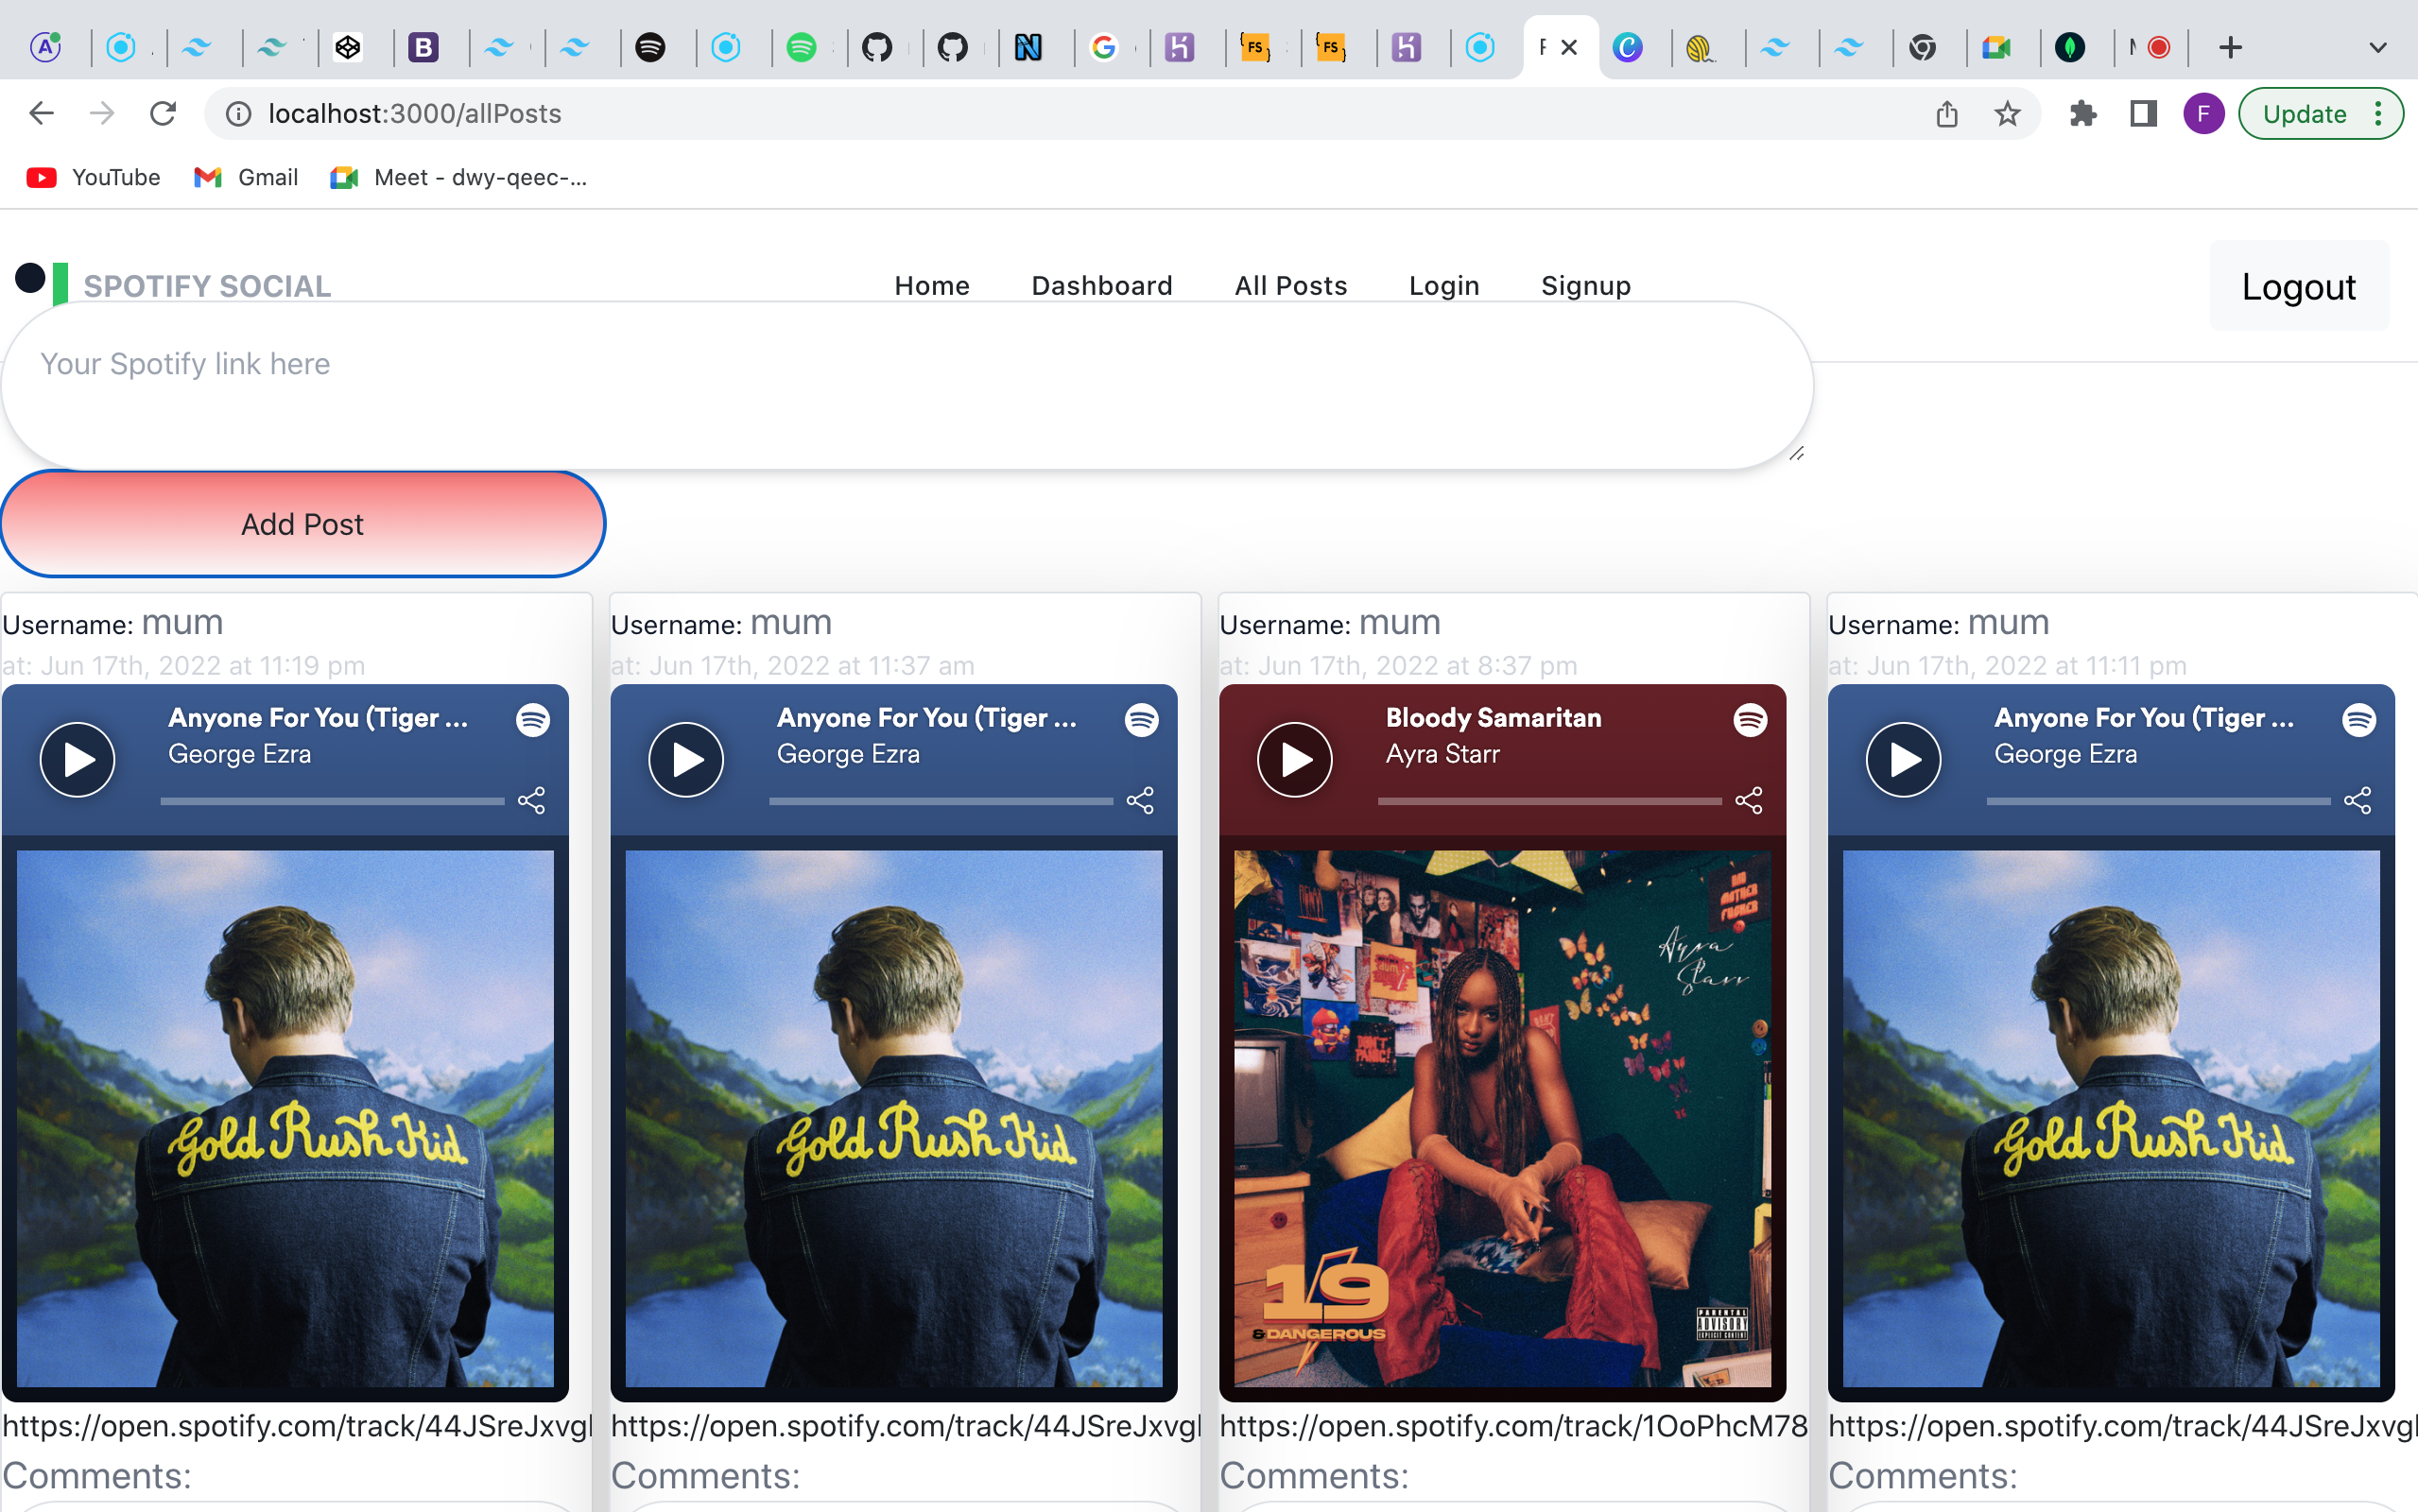 localhost:3000/allPosts
Update
YouTube Gmail Meet - dwy-qeec-...
SPOTIFY SOCIAL
Home Dashboard All Posts Login Signup
Logout
Your Spotify link here
Add Post
Username: mum
at: Jun 17th, 2022 at 11:19 pm
Anyone For You (Tiger ...
George Ezra
Gold Rush Kid
https://open.spotify.com/track/44JSreJxvg
Comments:
Username: mum
at: Jun 17th, 2022 at 11:37 am
Anyone For You (Tiger ...
George Ezra
Gold Rush Kid
https://open.spotify.com/track/44JSreJxvg
Comments:
Username: mum
at: Jun 17th, 2022 at 8:37 pm
Bloody Samaritan
Ayra Starr
Ayra
Starr
19
& DANGEROUS
PARENTAL
ADVISORY
EXPLICIT CONTENT
https://open.spotify.com/track/1OoPhcM78
Comments:
Username: mum
at: Jun 17th, 2022 at 11:11 pm
Anyone For You (Tiger ...
George Ezra
Gold Rush Kid
https://open.spotify.com/track/44JSreJxvg
Comments: